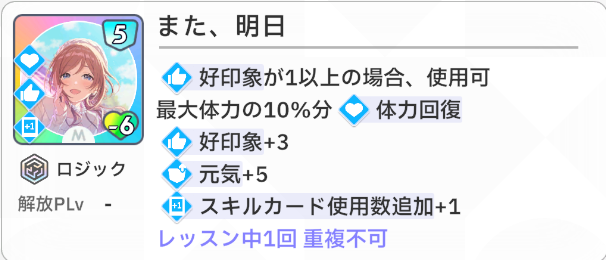 5
また、明日
好印象が1以上の場合、使用可
最大体力の10%分 体力回復
好印象+3
元気+5
スキルカード使用数追加+1
レッスン中1回 重複不可
+1
-6
M
ロジック
解放PLv -
+1